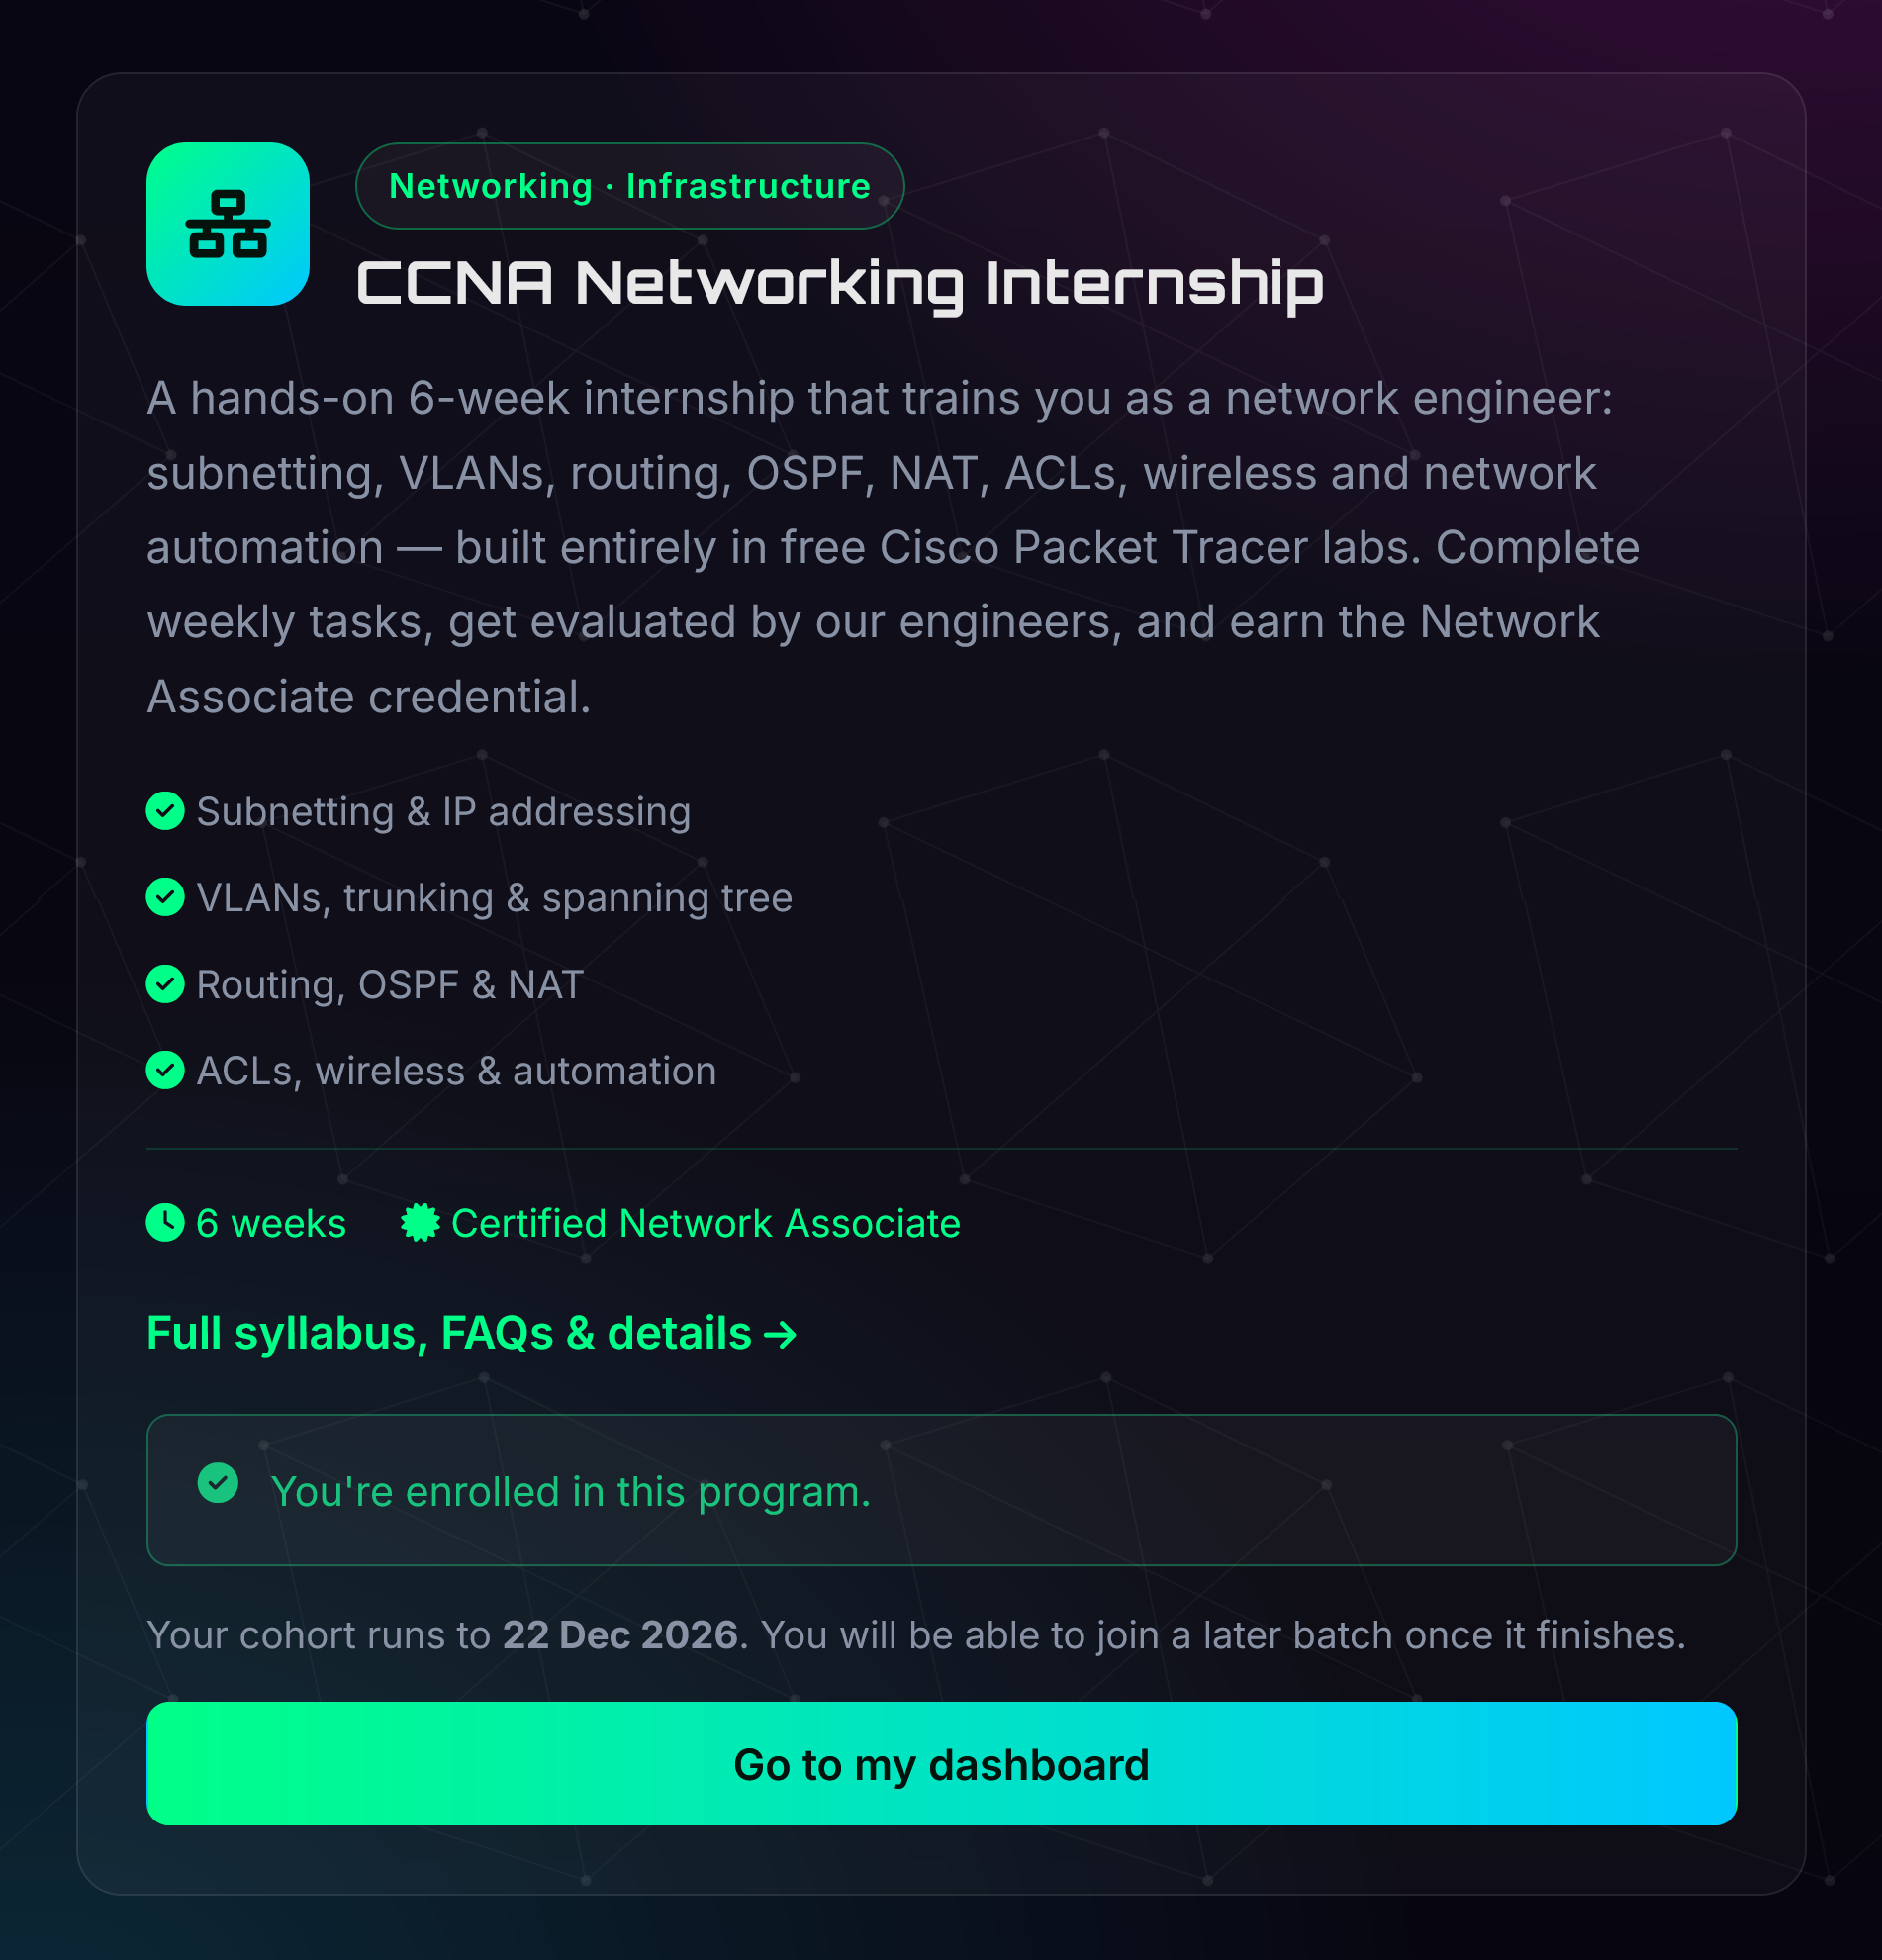 Networking · Infrastructure
CCNA Networking Internship
A hands-on 6-week internship that trains you as a network engineer:
subnetting, VLANs, routing, OSPF, NAT, ACLs, wireless and network
automation — built entirely in free Cisco Packet Tracer labs. Complete
weekly tasks, get evaluated by our engineers, and earn the Network
Associate credential.
Subnetting & IP addressing
VLANs, trunking & spanning tree
Routing, OSPF & NAT
ACLs, wireless & automation
6 weeks Certified Network Associate
Full syllabus, FAQs & details →
You're enrolled in this program.
Your cohort runs to 22 Dec 2026. You will be able to join a later batch once it finishes.
Go to my dashboard